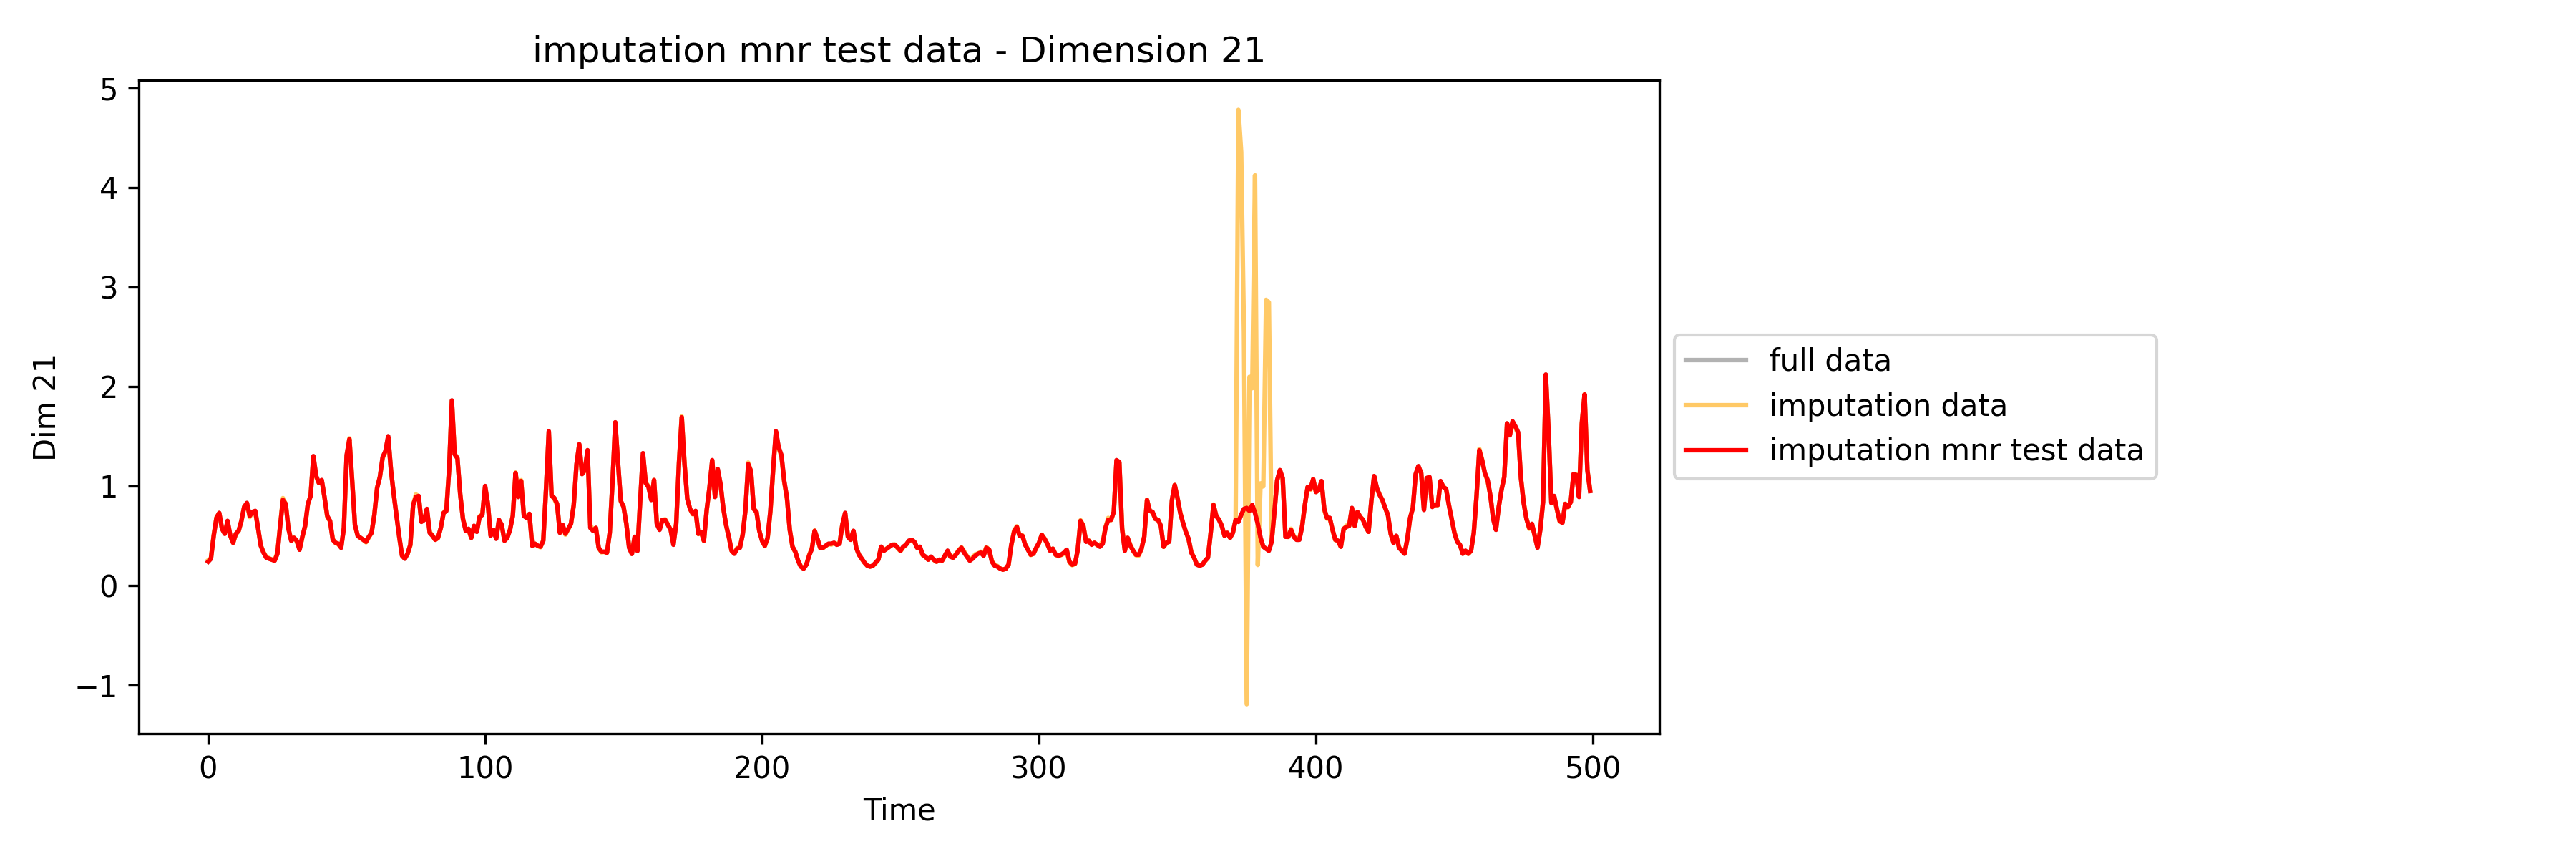 imputation mnr test data - Dimension 21
5
4
3
2
1
0
−1
Dim 21
0 100 200 300 400 500
Time
full data
imputation data
imputation mnr test data